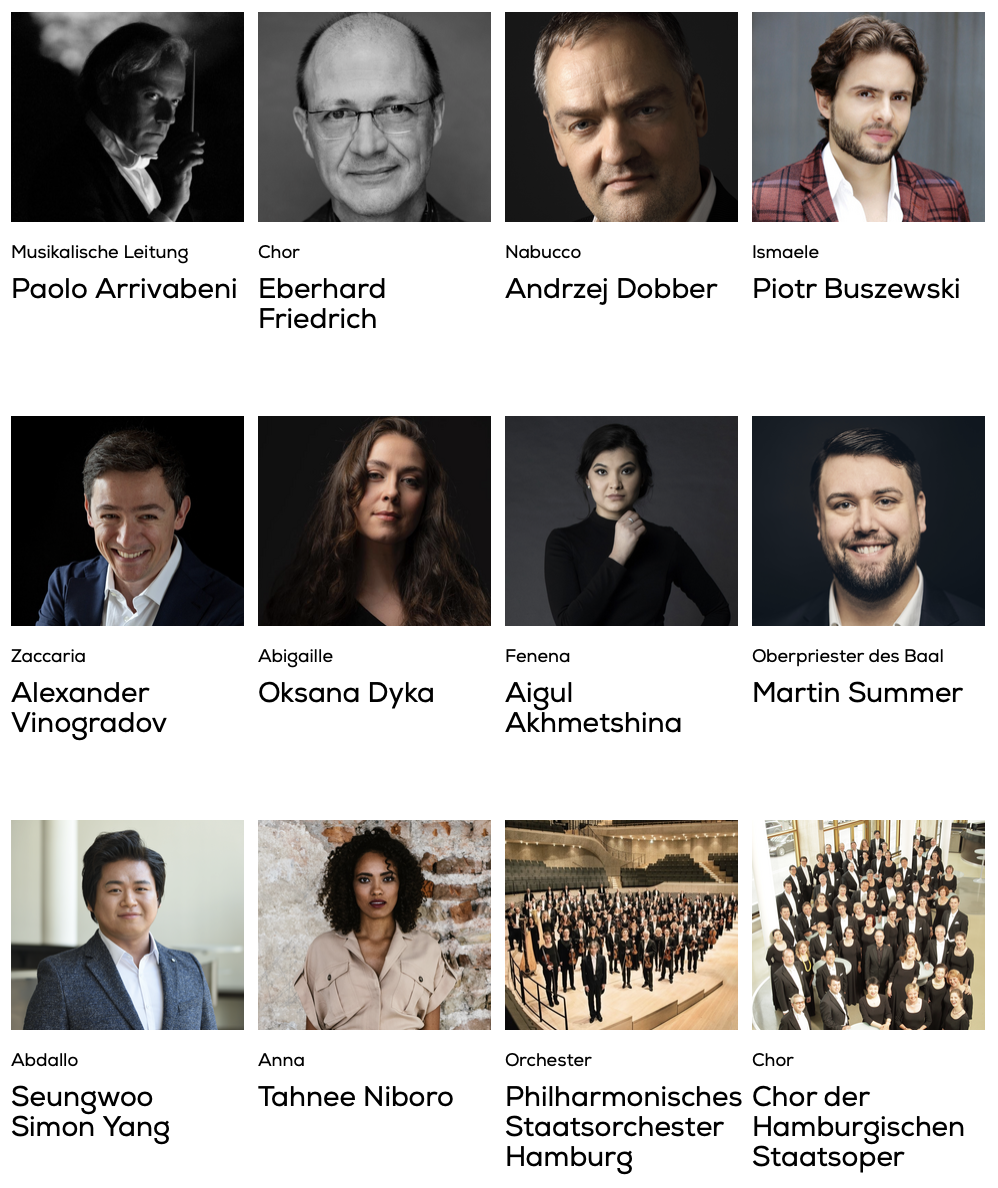 Musikalische Leitung
Paolo Arrivabeni
Chor
Eberhard
Friedrich
Nabucco
Andrzej Dobber
Ismaele
Piotr Buszewski
Zaccaria
Alexander
Vinogradov
Abigaille
Oksana Dyka
Fenena
Aigul
Akhmetshina
Oberpriester des Baal
Martin Summer
Abdallo
Seungwoo
Simon Yang
Anna
Tahnee Niboro
Orchester
Philharmonisches
Staatsorchester
Hamburg
Chor
Chor der
Hamburgischen
Staatsoper